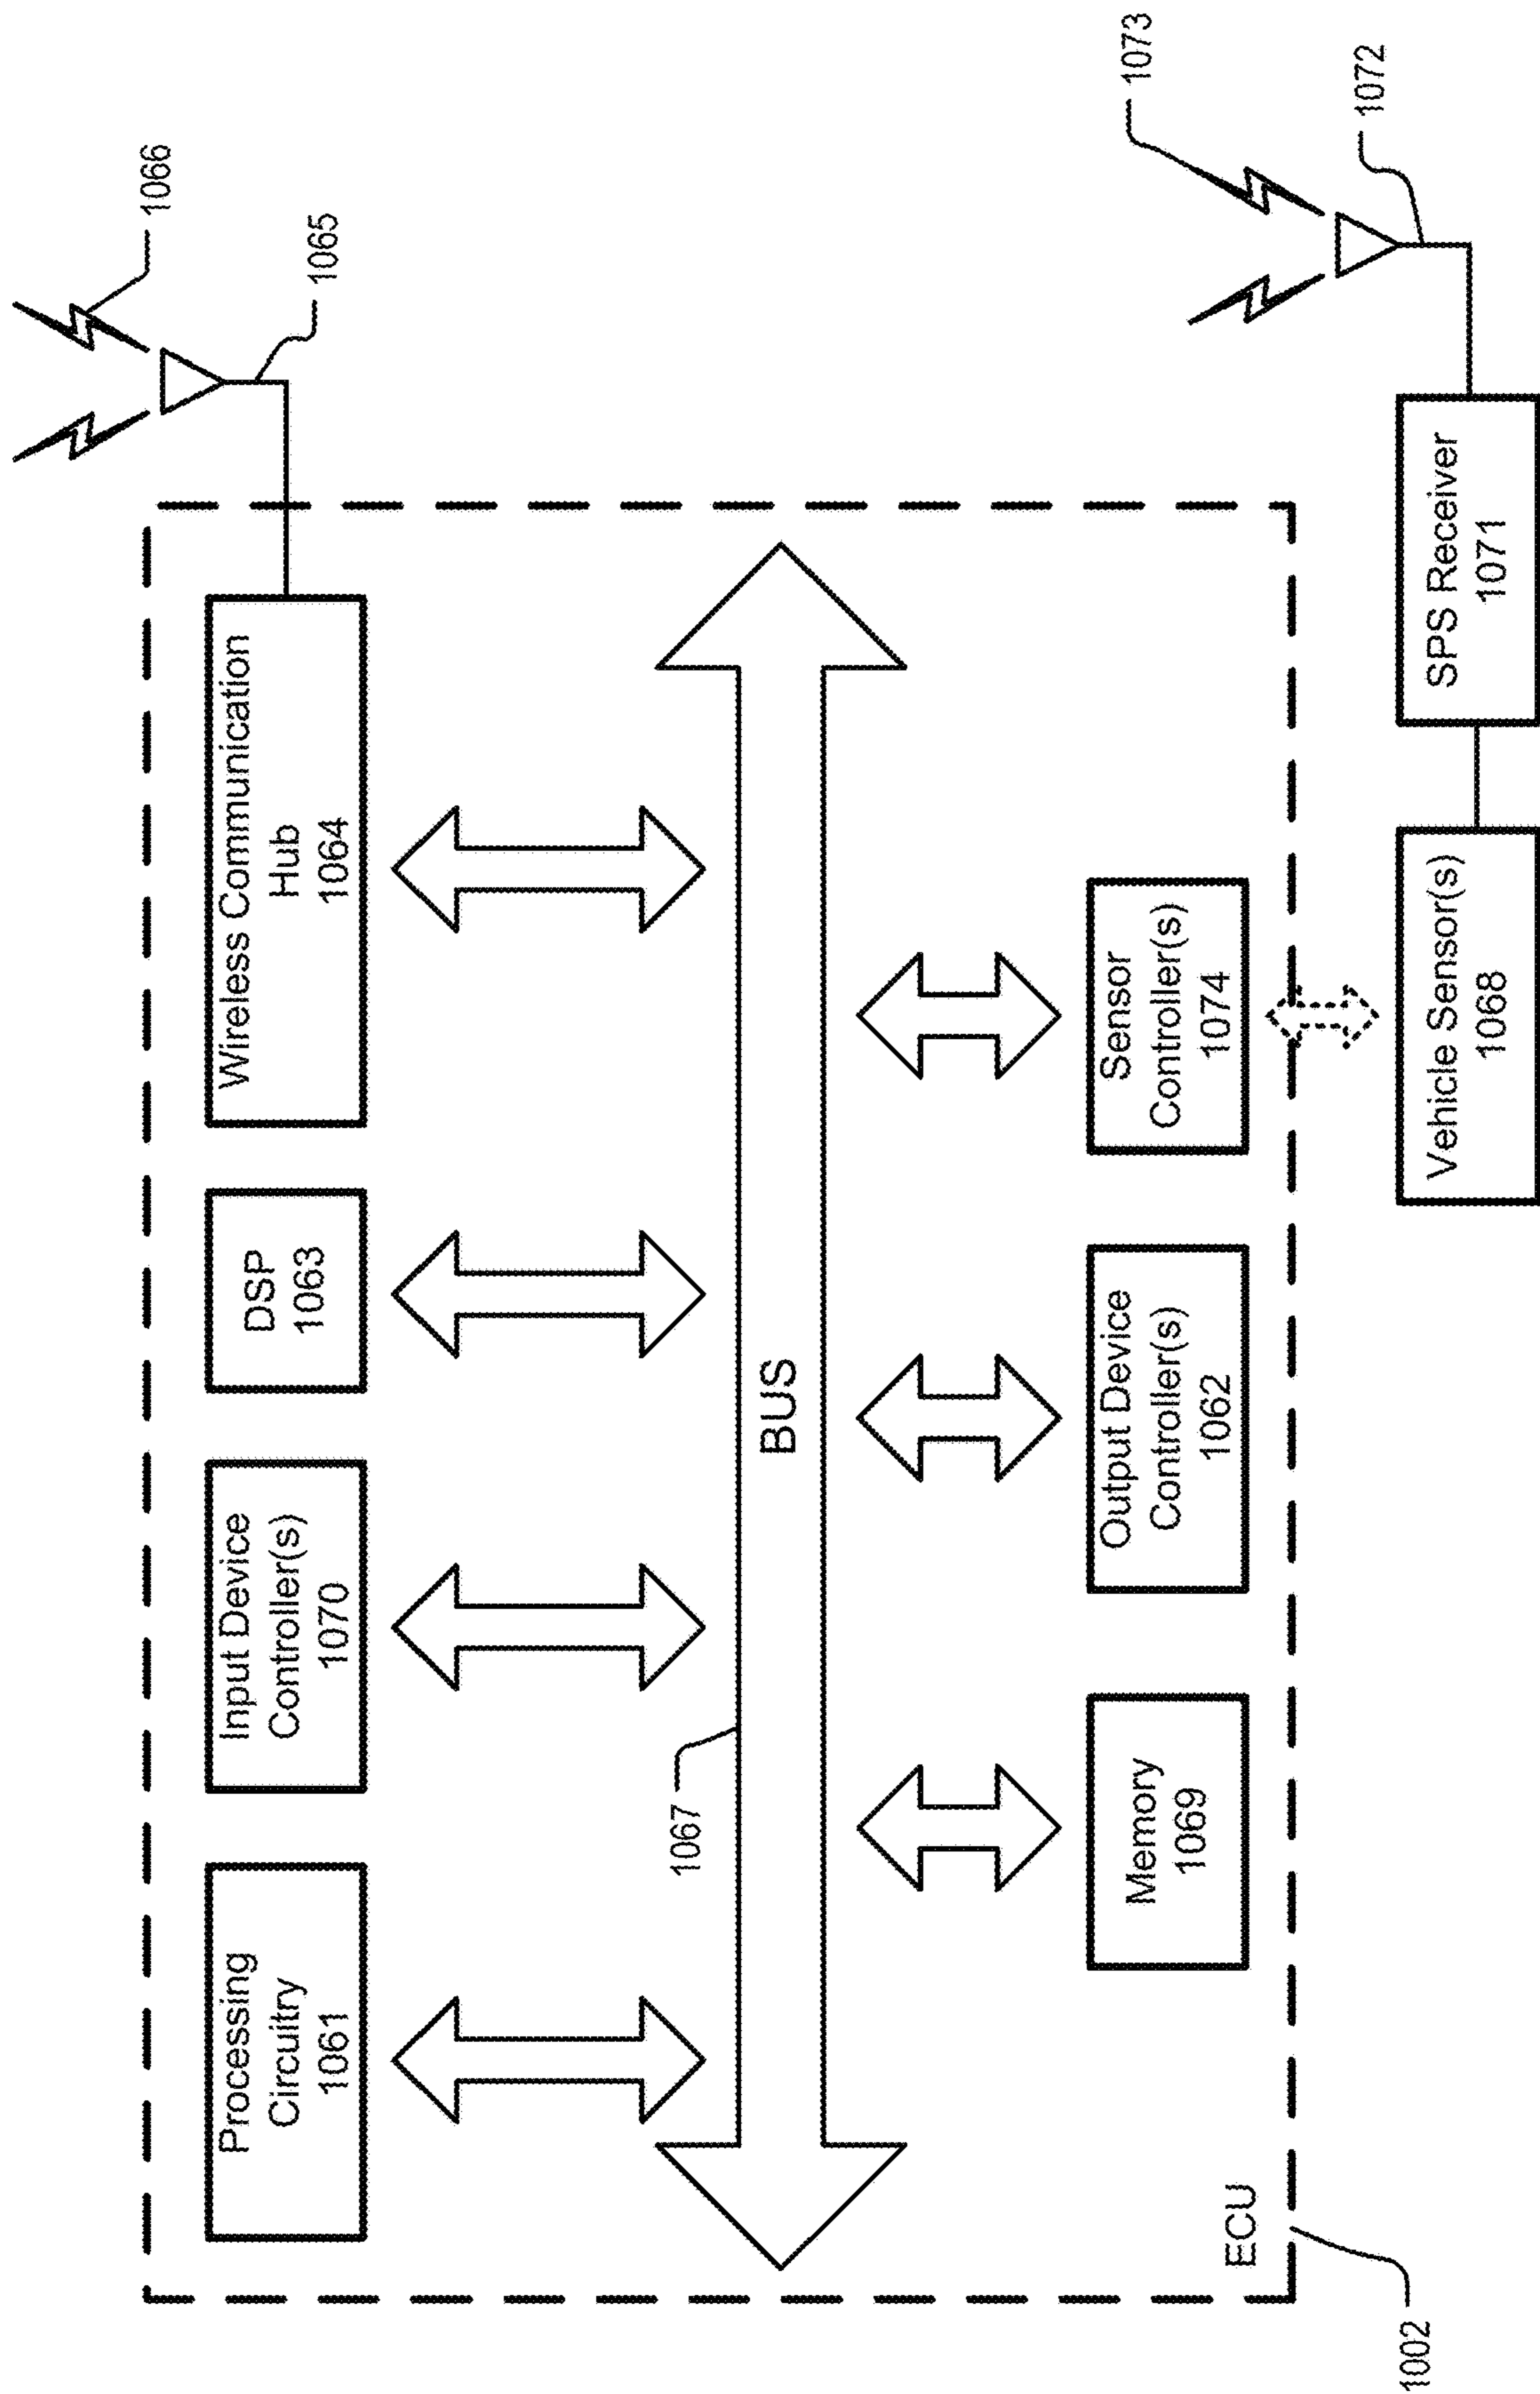 Processing
Circuitry
1061
Input Device
Controller(s)
1070
DSP
1063
Wireless Communication
Hub
1064
1066
1065
1067
BUS
Memory
1069
Output Device
Controller(s)
1062
Sensor
Controller(s)
1074
ECU
1002
Vehicle Sensor(s)
1068
SPS Receiver
1071
1073
1072